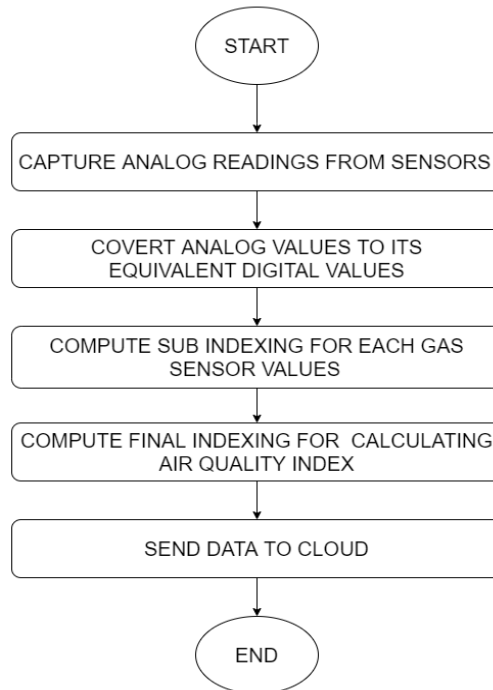 START
CAPTURE ANALOG READINGS FROM SENSORS
COVERT ANALOG VALUES TO ITS
EQUIVALENT DIGITAL VALUES
COMPUTE SUB INDEXING FOR EACH GAS
SENSOR VALUES
COMPUTE FINAL INDEXING FOR CALCULATING
AIR QUALITY INDEX
SEND DATA TO CLOUD
END